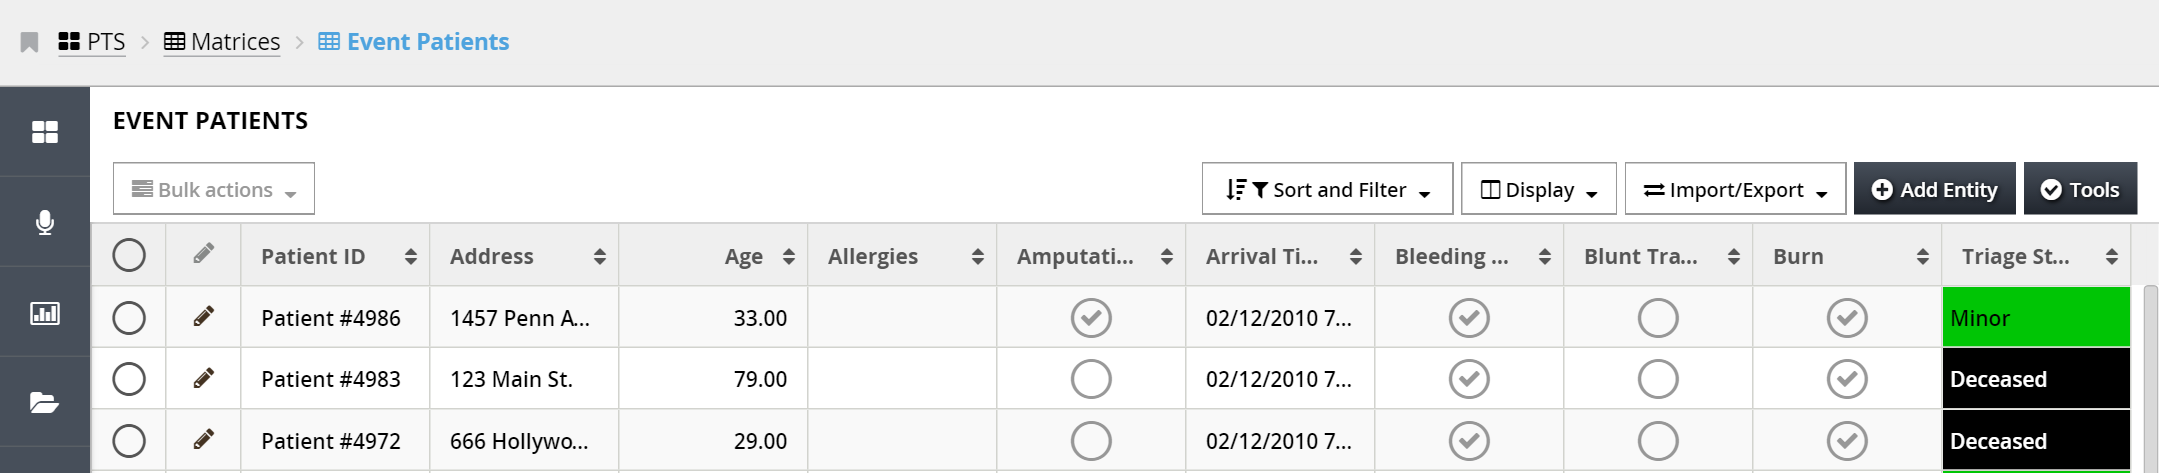 PTS > Matrices > Event Patients
EVENT PATIENTS
Bulk actions Sort and Filter Display Import/Export Add Entity Tools
Patient ID Address Age Allergies Amputati... Arrival Ti... Bleeding ... Blunt Tra... Burn Triage St...
Patient #4986 1457 Penn A... 33.00 02/12/2010 7... Minor
Patient #4983 123 Main St. 79.00 02/12/2010 7... Deceased
Patient #4972 666 Hollywo... 29.00 02/12/2010 7... Deceased